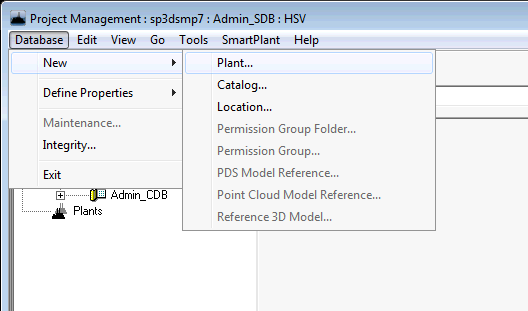 Project Management : sp3dsmp7 : Admin_SDB : HSV
Database Edit View Go Tools SmartPlant Help
New
Define Properties
Maintenance...
Integrity...
Exit
Plant...
Catalog...
Location...
Permission Group Folder...
Permission Group...
PDS Model Reference...
Point Cloud Model Reference...
Reference 3D Model...
Admin_CDB
Plants